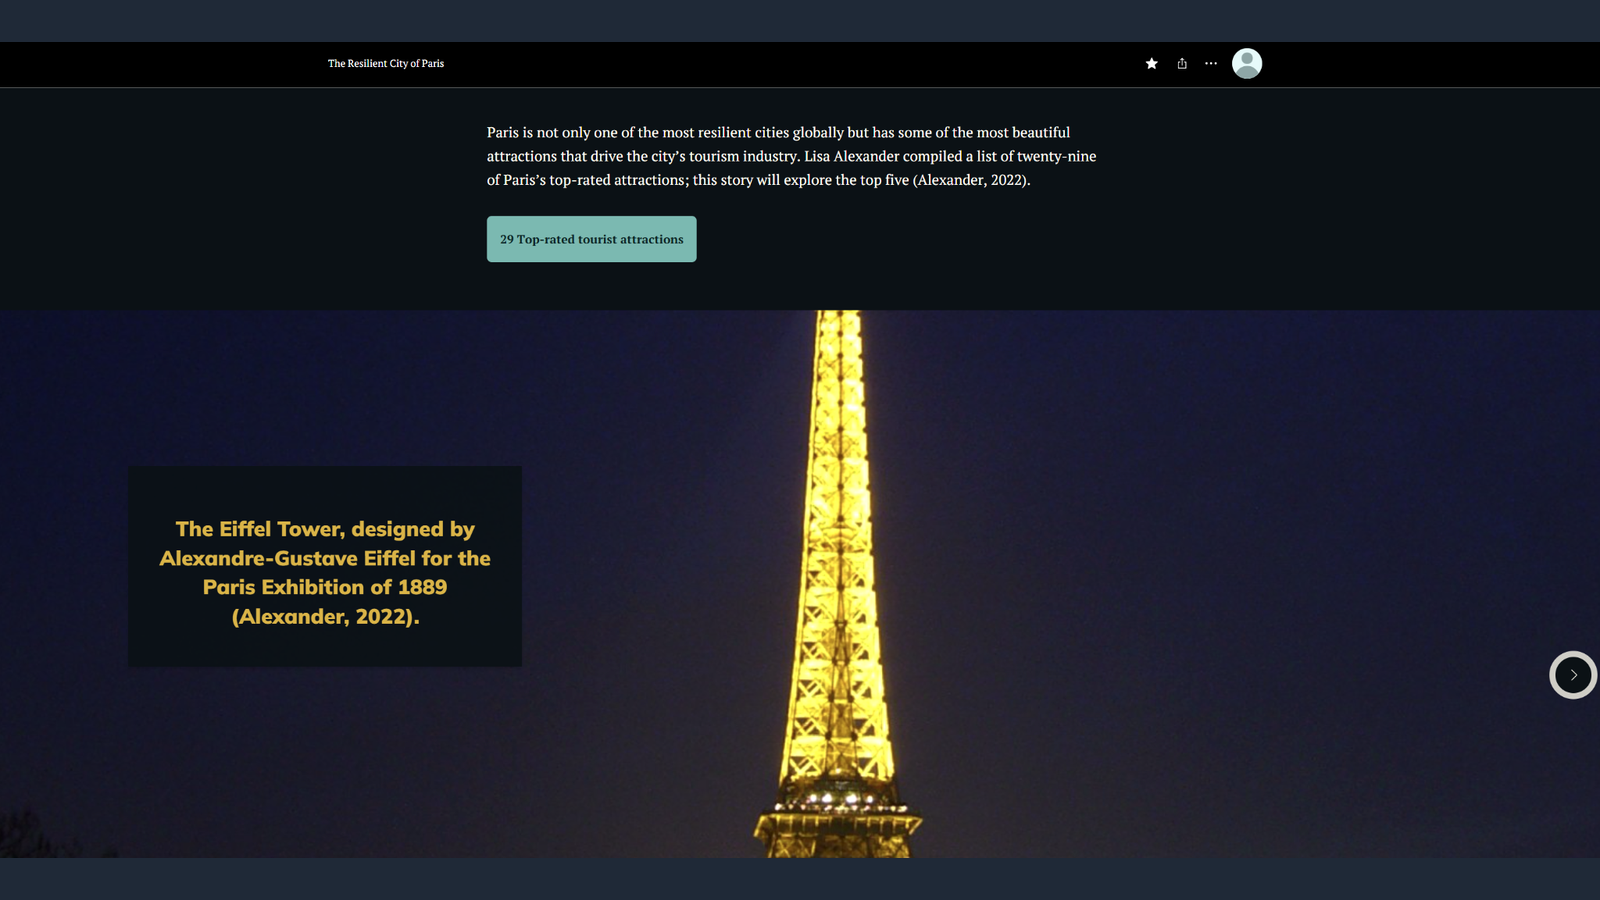 The Resilient City of Paris
Paris is not only one of the most resilient cities globally but has some of the most beautiful
attractions that drive the city’s tourism industry. Lisa Alexander compiled a list of twenty-nine
of Paris’s top-rated attractions; this story will explore the top five (Alexander, 2022).
29 Top-rated tourist attractions
The Eiffel Tower, designed by
Alexandre-Gustave Eiffel for the
Paris Exhibition of 1889
(Alexander, 2022).